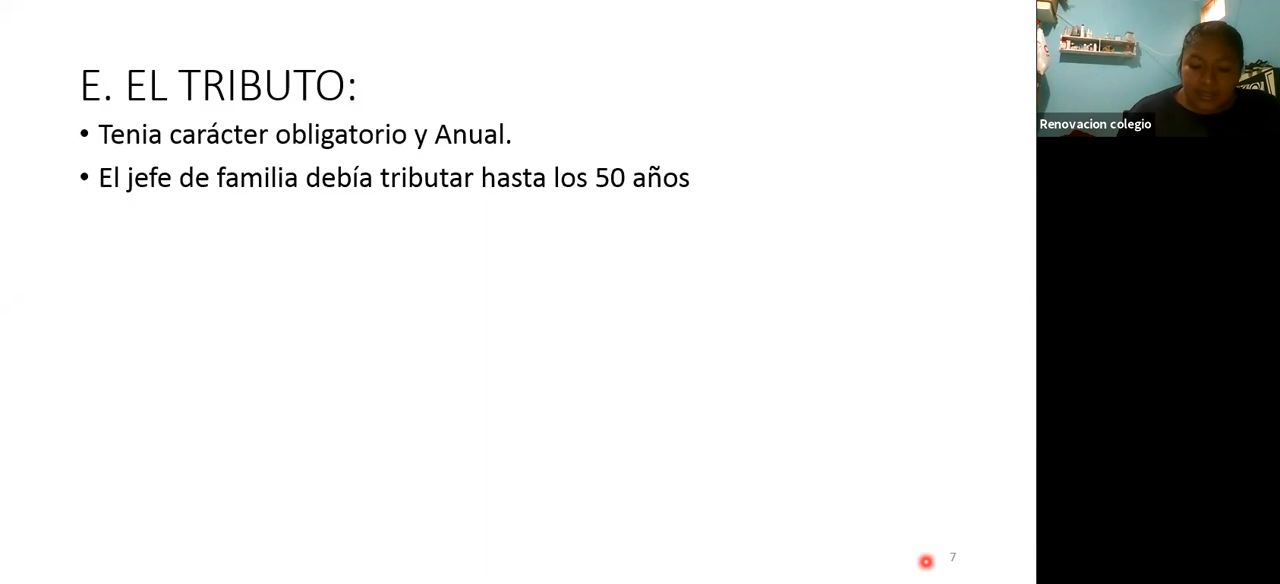 E. EL TRIBUTO:
• Tenia carácter obligatorio y Anual.
• El jefe de familia debía tributar hasta los 50 años
Renovacion colegio
7